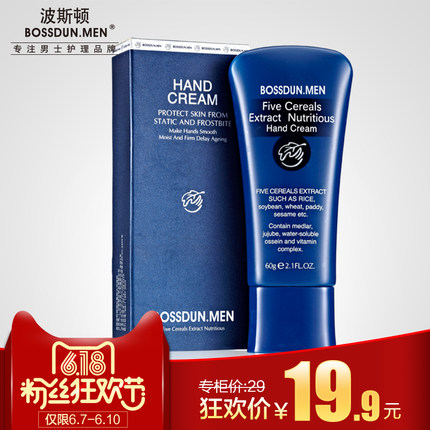 波斯顿
BOSSDUN.MEN®
专注男士护理品牌
HAND
CREAM
PROTECT SKIN FROM
STATIC AND FROSTBITE
Make Hands Smooth
Moist And Firm Delay Ageing
BOSSDUN.MEN
Five Cereals Extract Nutritious
BOSSDUN.MEN
Five Cereals
Extract Nutritious
Hand Cream
FIVE CEREALS EXTRACT
SUCH AS RICE,
soybean, wheat, paddy,
sesame etc.
Contain medlar,
jujube, water-soluble
ossein and vitamin
complex.
60g e 2.1FL.OZ.
6.18
粉丝狂欢节
仅限6.7-6.10
专柜价:29
狂欢价¥19.9元